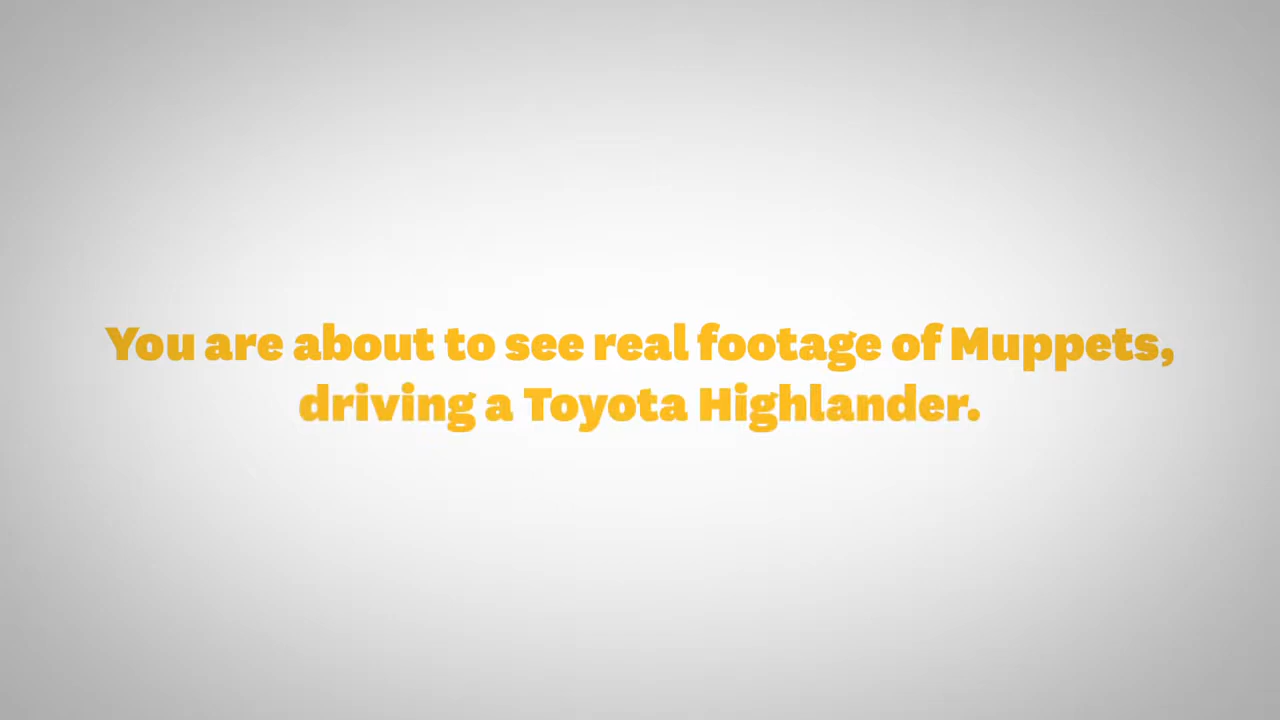 You are about to see real footage of Muppets,
driving a Toyota Highlander.